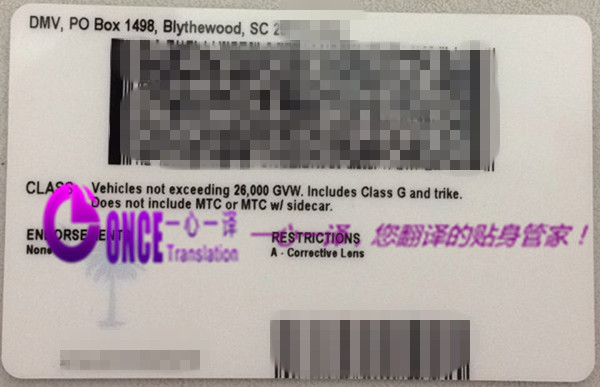 DMV, PO Box 1498, Blythewood, SC
CLASS Vehicles not exceeding 26,000 GVW. Includes Class G and trike.
Does not include MTC or MTC w/ sidecar.
ENDORSEMENT
None
RESTRICTIONS
A - Corrective Lens
ONCE 一心一译
Translation
一心一译，您翻译的贴身管家！